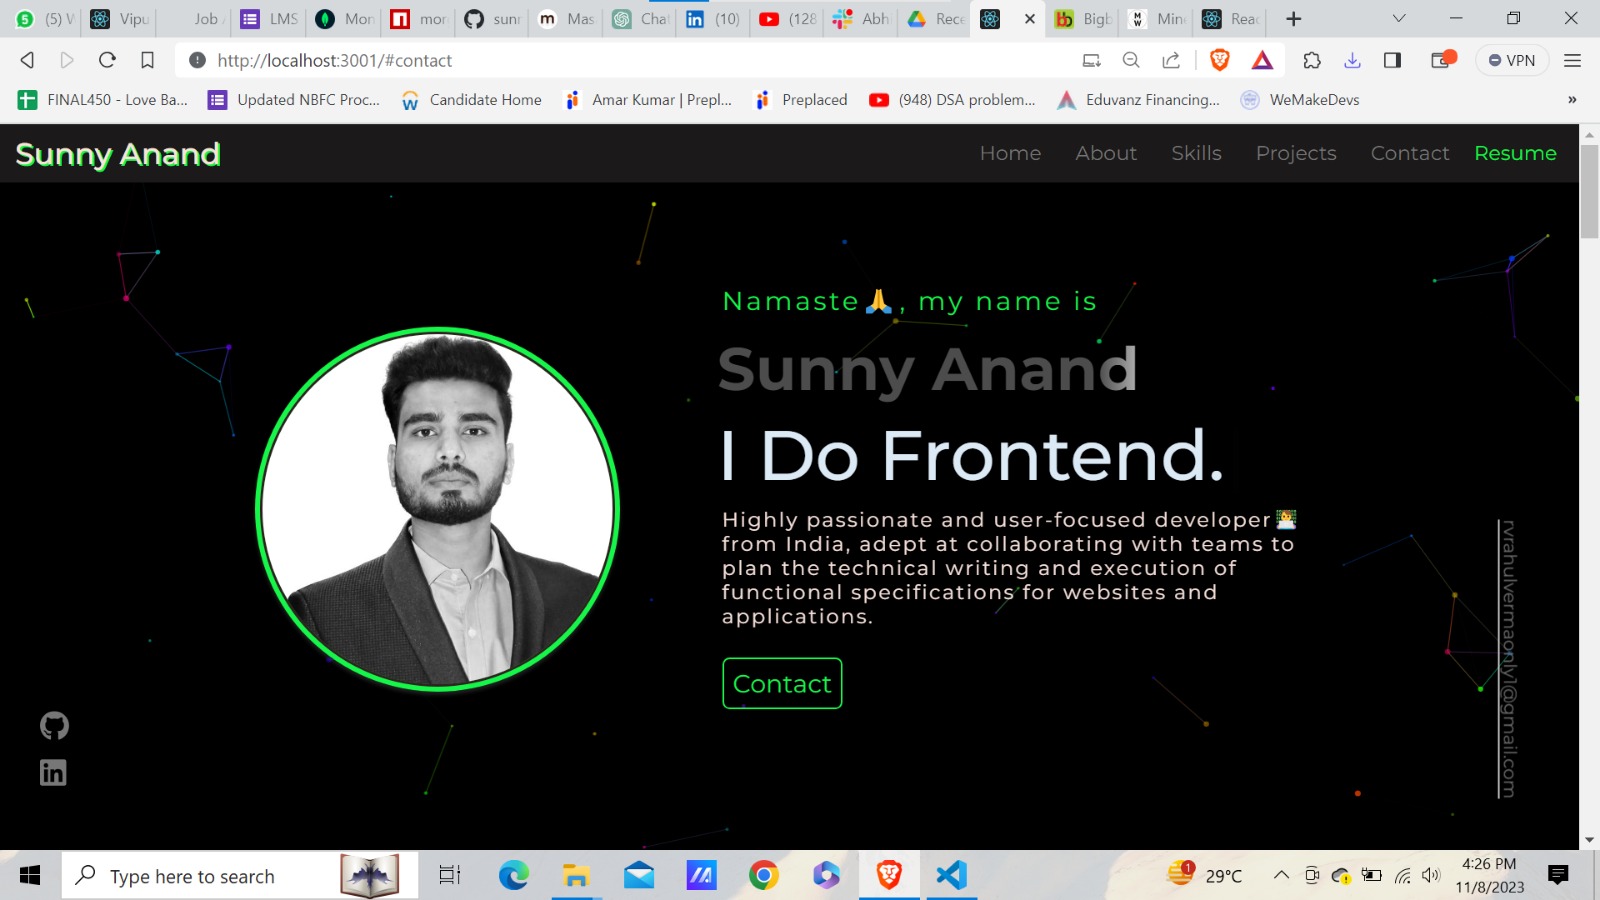 (5) V
Vipu
Job A
LMS
Mon
mor
sunr
Mas
Chat
(10)
(128
Abhi
Rece
Bigb
Min
Reac
http://localhost:3001/#contact
VPN
FINAL450 - Love Ba...
Updated NBFC Proc...
Candidate Home
Amar Kumar | Prepl...
Preplaced
(948) DSA problem...
Eduvanz Financing...
WeMakeDevs
»
Sunny Anand
Home
About
Skills
Projects
Contact
Resume
Namaste🙏, my name is
Sunny Anand
I Do Frontend.
Highly passionate and user-focused developer👨‍💻
from India, adept at collaborating with teams to
plan the technical writing and execution of
functional specifications for websites and
applications.
Contact
rvrahulvermaonly1@gmail.com
Type here to search
1
29°C
4:26 PM
11/8/2023